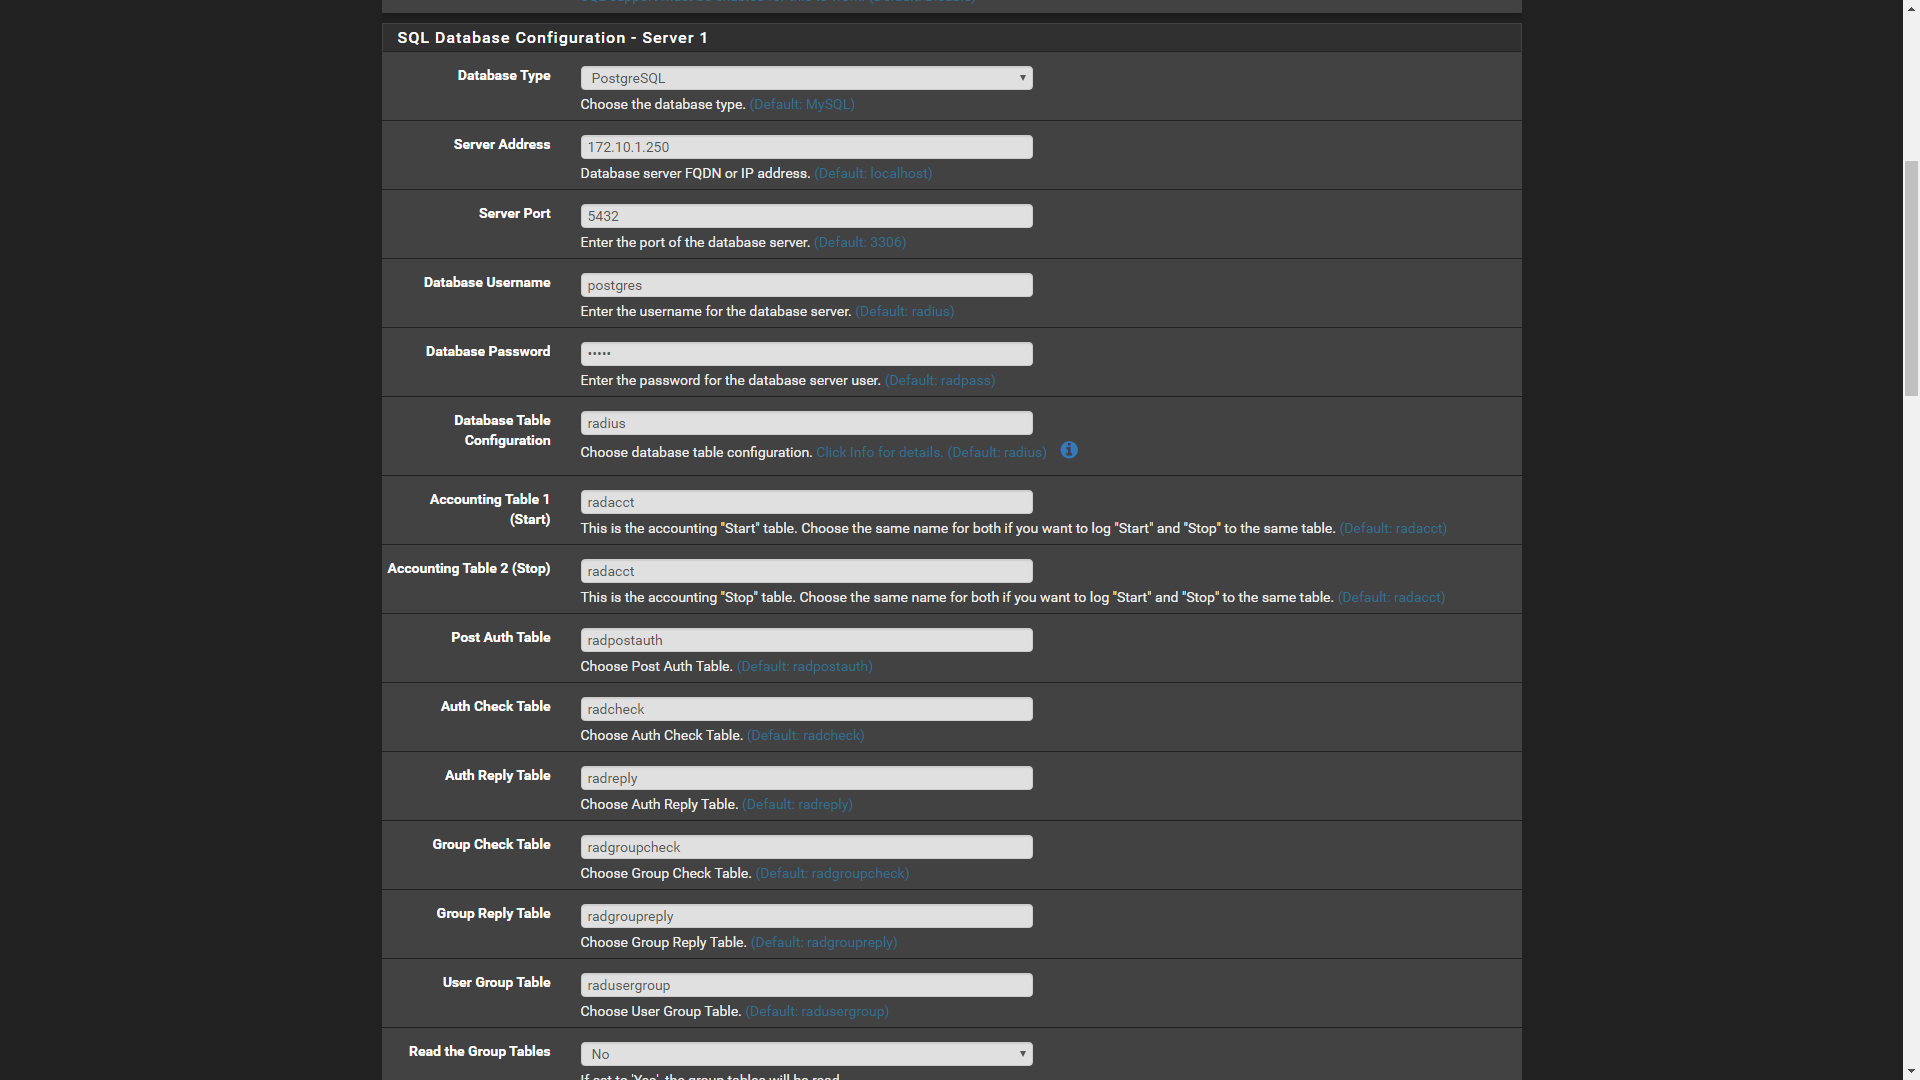 SQL Database Configuration - Server 1
Database Type
PostgreSQL
Choose the database type. (Default: MySQL)
Server Address
172.10.1.250
Database server FQDN or IP address. (Default: localhost)
Server Port
5432
Enter the port of the database server. (Default: 3306)
Database Username
postgres
Enter the username for the database server. (Default: radius)
Database Password
•••••
Enter the password for the database server user. (Default: radpass)
Database Table
Configuration
radius
Choose database table configuration. Click Info for details. (Default: radius)
Accounting Table 1
(Start)
radacct
This is the accounting "Start" table. Choose the same name for both if you want to log "Start" and "Stop" to the same table. (Default: radacct)
Accounting Table 2 (Stop)
radacct
This is the accounting "Stop" table. Choose the same name for both if you want to log "Start" and "Stop" to the same table. (Default: radacct)
Post Auth Table
radpostauth
Choose Post Auth Table. (Default: radpostauth)
Auth Check Table
radcheck
Choose Auth Check Table. (Default: radcheck)
Auth Reply Table
radreply
Choose Auth Reply Table. (Default: radreply)
Group Check Table
radgroupcheck
Choose Group Check Table. (Default: radgroupcheck)
Group Reply Table
radgroupreply
Choose Group Reply Table. (Default: radgroupreply)
User Group Table
radusergroup
Choose User Group Table. (Default: radusergroup)
Read the Group Tables
No
If set to 'Yes', the group tables will be read.